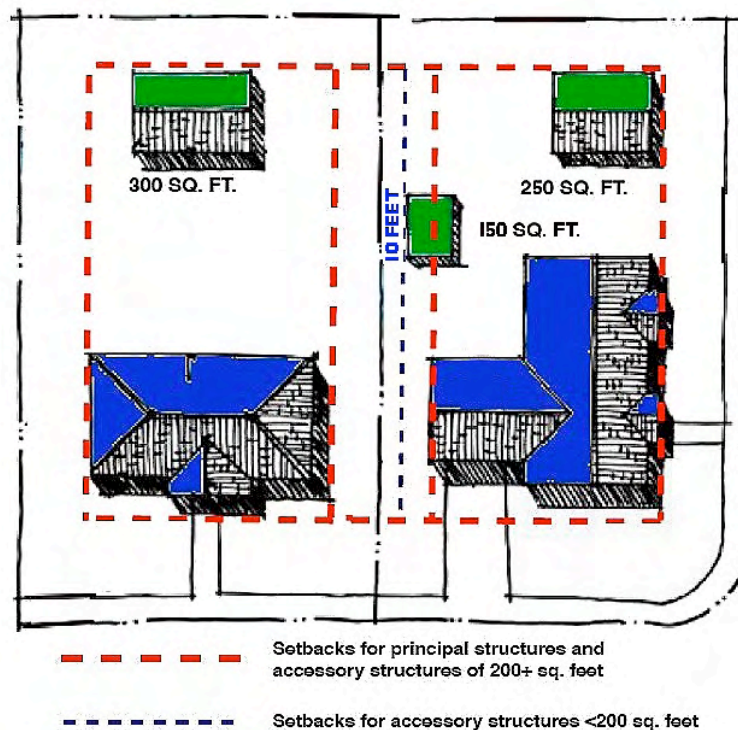 300 SQ. FT.
250 SQ. FT.
10 FEET
150 SQ. FT.
Setbacks for principal structures and
accessory structures of 200+ sq. feet
Setbacks for accessory structures <200 sq. feet